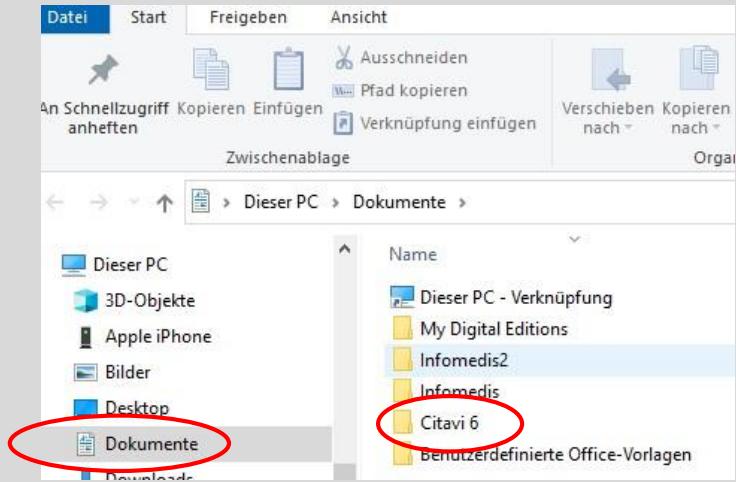 Datei Start Freigeben Ansicht
Ausschneiden
Pfad kopieren
Verknüpfung einfügen
An Schnellzugriff anheften
Kopieren
Einfügen
Verschieben nach
Kopieren nach
Zwischenablage
Dieser PC > Dokumente >
Dieser PC
3D-Objekte
Apple iPhone
Bilder
Desktop
Dokumente
Downloads
Name
Dieser PC - Verknüpfung
My Digital Editions
Infomedis2
Infomedis
Citavi 6
Benutzerdefinierte Office-Vorlagen